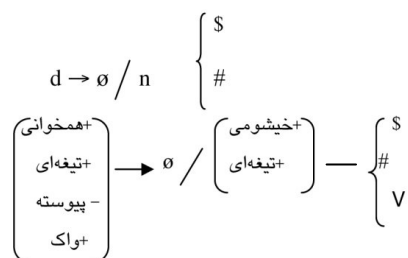 $
d → ø / n
#
+همخوانی → ø / +خیشومی — $
+تیغه‌ای +تیغه‌ای #
– پیوسته V
+واک